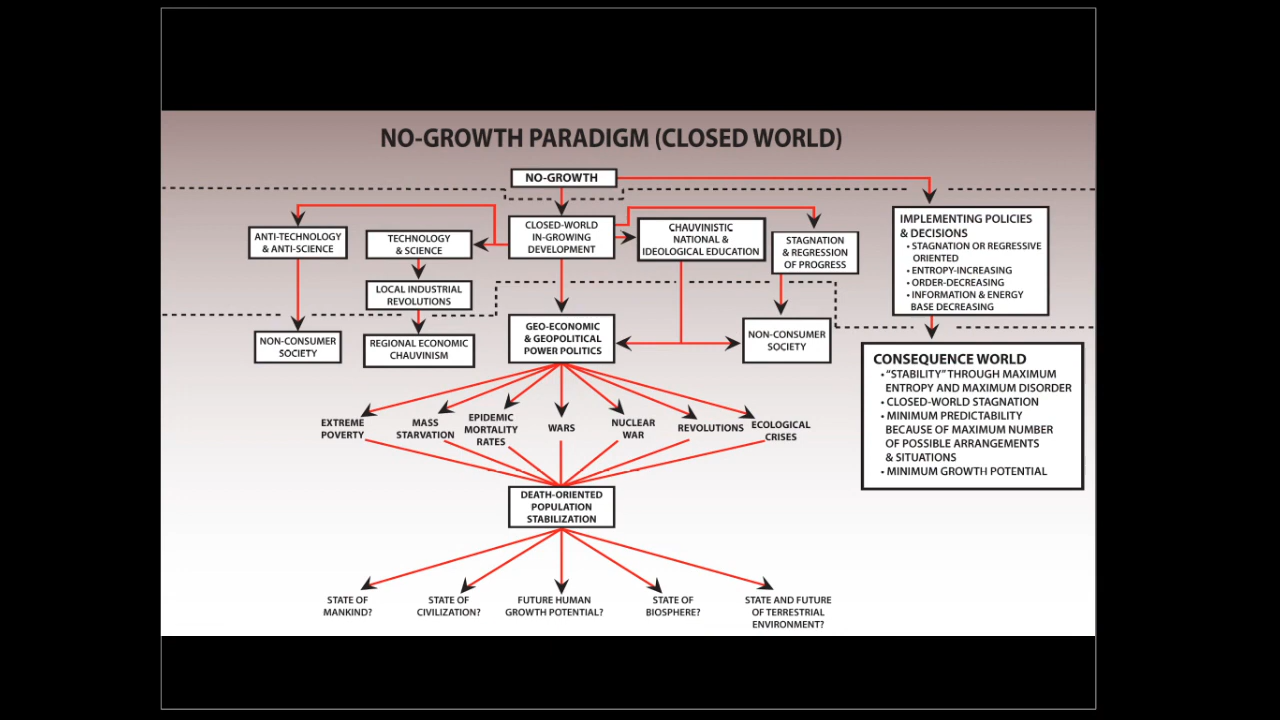 NO-GROWTH PARADIGM (CLOSED WORLD)
NO-GROWTH
ANTI-TECHNOLOGY
& ANTI-SCIENCE
TECHNOLOGY
& SCIENCE
CLOSED-WORLD
IN-GROWING
DEVELOPMENT
CHAUVINISTIC
NATIONAL &
IDEOLOGICAL EDUCATION
STAGNATION
& REGRESSION
OF PROGRESS
IMPLEMENTING POLICIES
& DECISIONS
• STAGNATION OR REGRESSIVE
ORIENTED
• ENTROPY-INCREASING
• ORDER-DECREASING
• INFORMATION & ENERGY
BASE DECREASING
LOCAL INDUSTRIAL
REVOLUTIONS
NON-CONSUMER
SOCIETY
REGIONAL ECONOMIC
CHAUVINISM
GEO-ECONOMIC
& GEOPOLITICAL
POWER POLITICS
NON-CONSUMER
SOCIETY
CONSEQUENCE WORLD
• “STABILITY” THROUGH MAXIMUM
ENTROPY AND MAXIMUM DISORDER
• CLOSED-WORLD STAGNATION
• MINIMUM PREDICTABILITY
BECAUSE OF MAXIMUM NUMBER
OF POSSIBLE ARRANGEMENTS
& SITUATIONS
• MINIMUM GROWTH POTENTIAL
EXTREME
POVERTY
MASS
STARVATION
EPIDEMIC
MORTALITY
RATES
WARS
NUCLEAR
WAR
REVOLUTIONS
ECOLOGICAL
CRISES
DEATH-ORIENTED
POPULATION
STABILIZATION
STATE OF
MANKIND?
STATE OF
CIVILIZATION?
FUTURE HUMAN
GROWTH POTENTIAL?
STATE OF
BIOSPHERE?
STATE AND FUTURE
OF TERRESTRIAL
ENVIRONMENT?